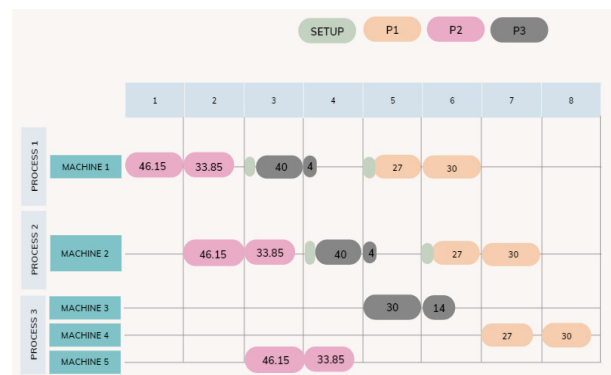 SETUP P1 P2 P3
1 2 3 4 5 6 7 8
PROCESS 1
MACHINE 1 46.15 33.85 40 4 27 30
PROCESS 2
MACHINE 2 46.15 33.85 40 4 27 30
PROCESS 3
MACHINE 3 30 14
MACHINE 4 27 30
MACHINE 5 46.15 33.85